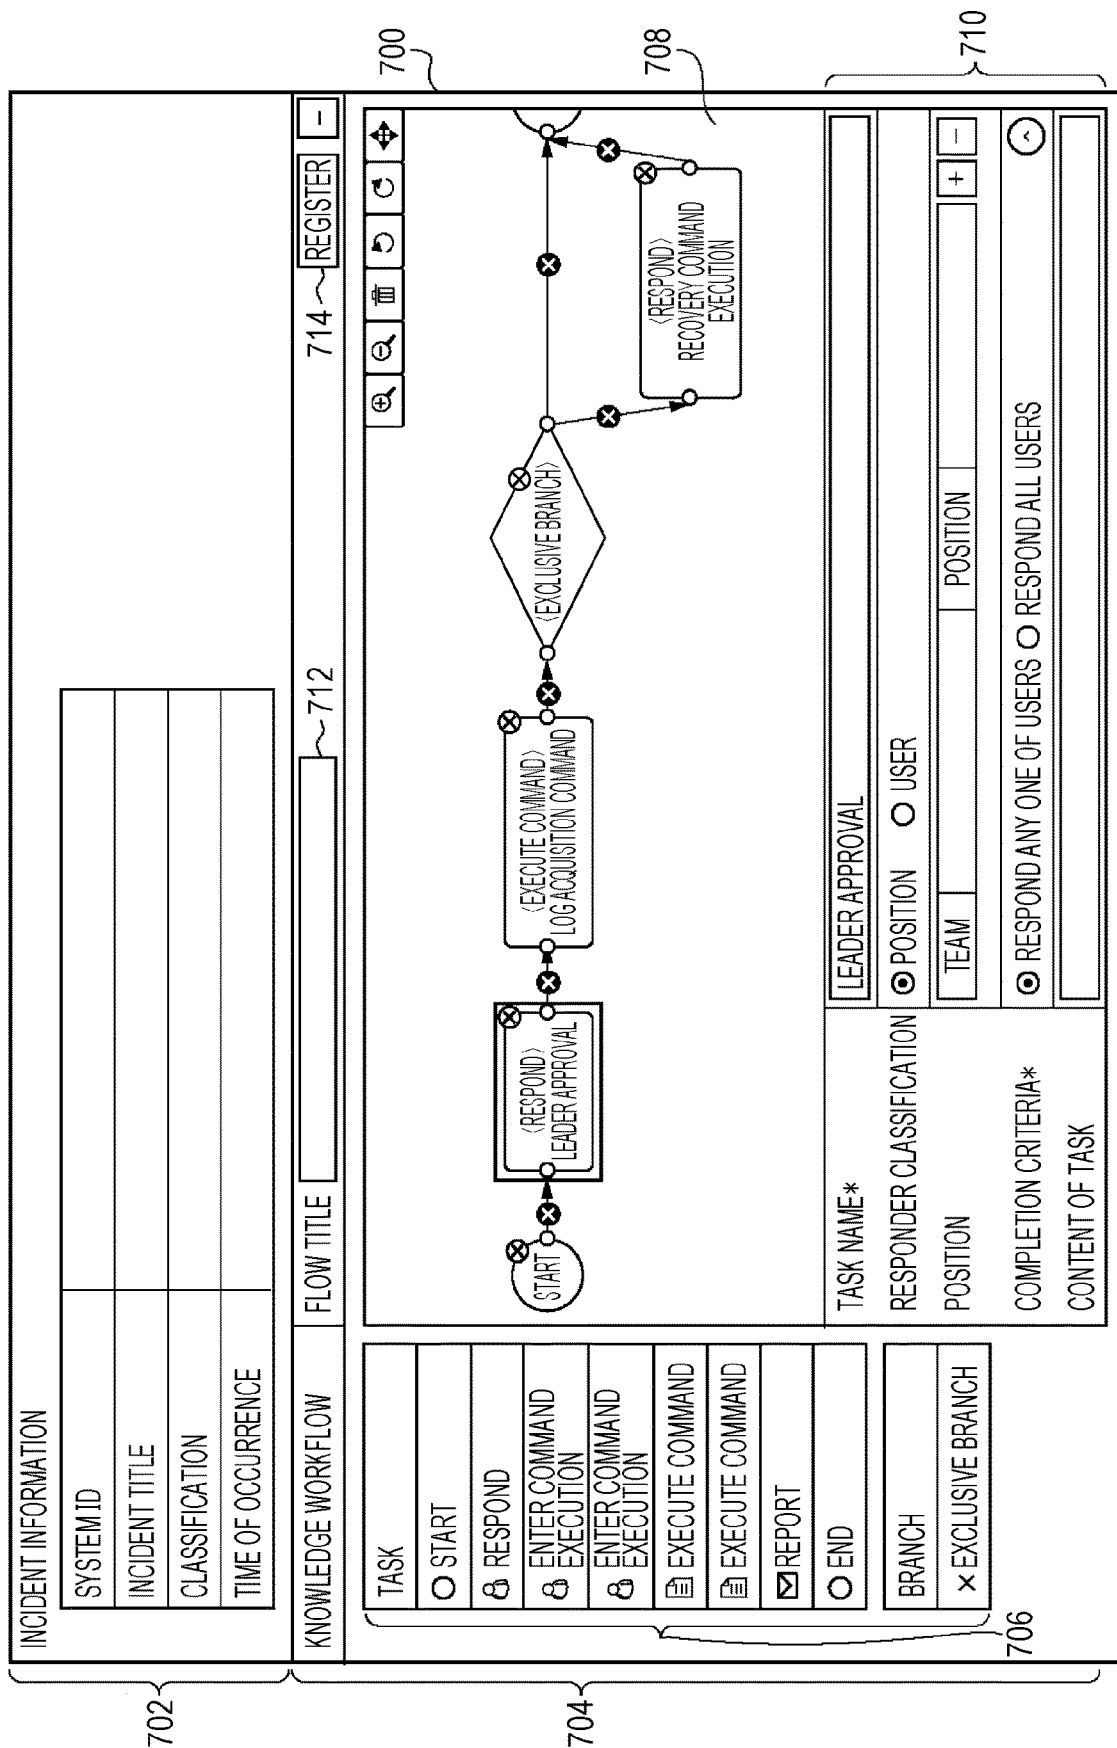 INCIDENT INFORMATION
SYSTEM ID
INCIDENT TITLE
CLASSIFICATION
TIME OF OCCURRENCE
702
KNOWLEDGE WORKFLOW
FLOW TITLE
712
714
REGISTER
−
700
TASK
START
RESPOND
ENTER COMMAND
EXECUTION
ENTER COMMAND
EXECUTION
EXECUTE COMMAND
EXECUTE COMMAND
REPORT
END
BRANCH
× EXCLUSIVE BRANCH
706
704
START
<RESPOND>
LEADER APPROVAL
<EXECUTE COMMAND>
LOG ACQUISITION COMMAND
<EXCLUSIVE BRANCH>
<RESPOND>
RECOVERY COMMAND
EXECUTION
708
TASK NAME*
LEADER APPROVAL
RESPONDER CLASSIFICATION
POSITION
USER
POSITION
TEAM
POSITION
+
−
COMPLETION CRITERIA*
RESPOND ANY ONE OF USERS
RESPOND ALL USERS
CONTENT OF TASK
710